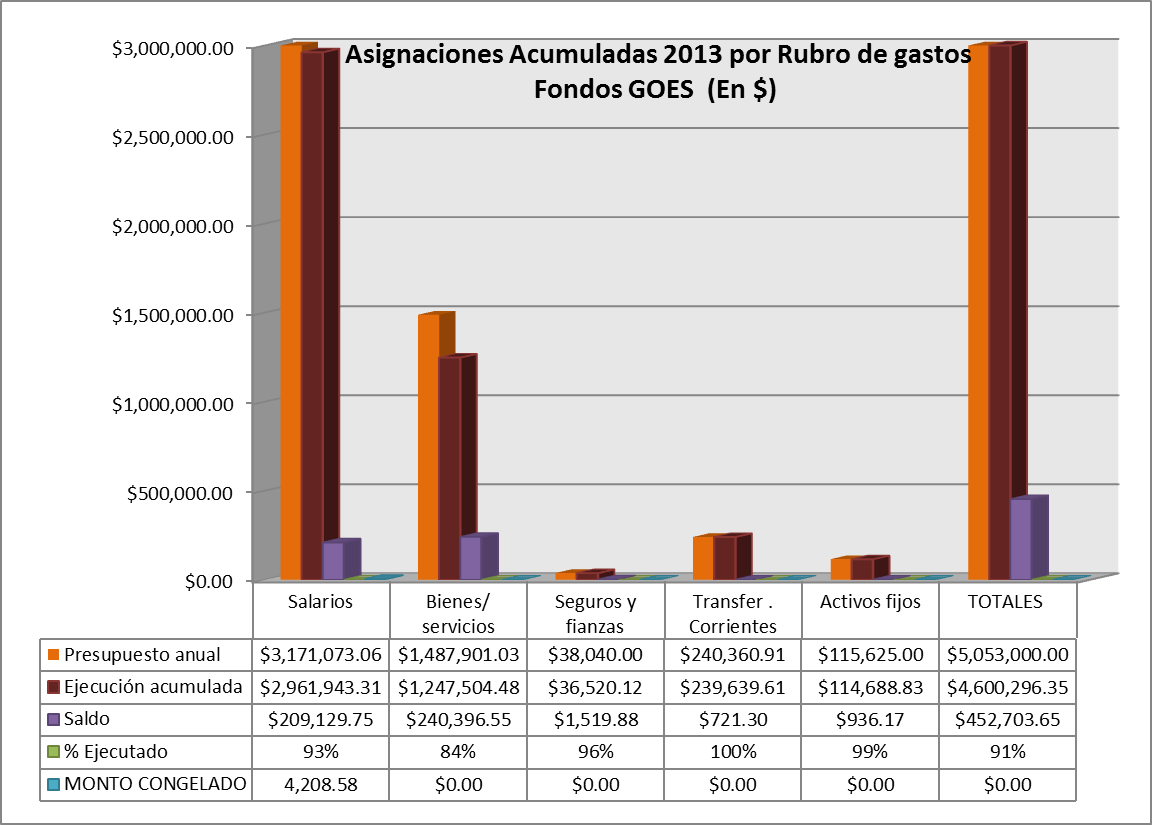 Asignaciones Acumuladas 2013 por Rubro de gastos
Fondos GOES (En $)
$3,000,000.00
$2,500,000.00
$2,000,000.00
$1,500,000.00
$1,000,000.00
$500,000.00
$0.00
Salarios Bienes/ servicios Seguros y fianzas Transfer . Corrientes Activos fijos TOTALES
Presupuesto anual $3,171,073.06 $1,487,901.03 $38,040.00 $240,360.91 $115,625.00 $5,053,000.00
Ejecución acumulada $2,961,943.31 $1,247,504.48 $36,520.12 $239,639.61 $114,688.83 $4,600,296.35
Saldo $209,129.75 $240,396.55 $1,519.88 $721.30 $936.17 $452,703.65
% Ejecutado 93% 84% 96% 100% 99% 91%
MONTO CONGELADO 4,208.58 $0.00 $0.00 $0.00 $0.00 $0.00